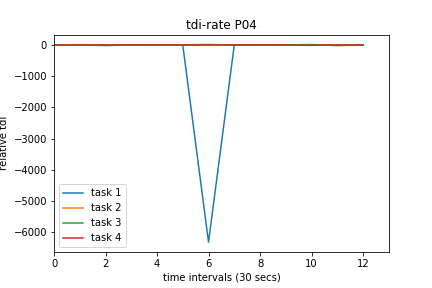 tdi-rate P04
0
−1000
−2000
−3000
−4000
−5000
−6000
relative tdi
task 1
task 2
task 3
task 4
0 2 4 6 8 10 12
time intervals (30 secs)